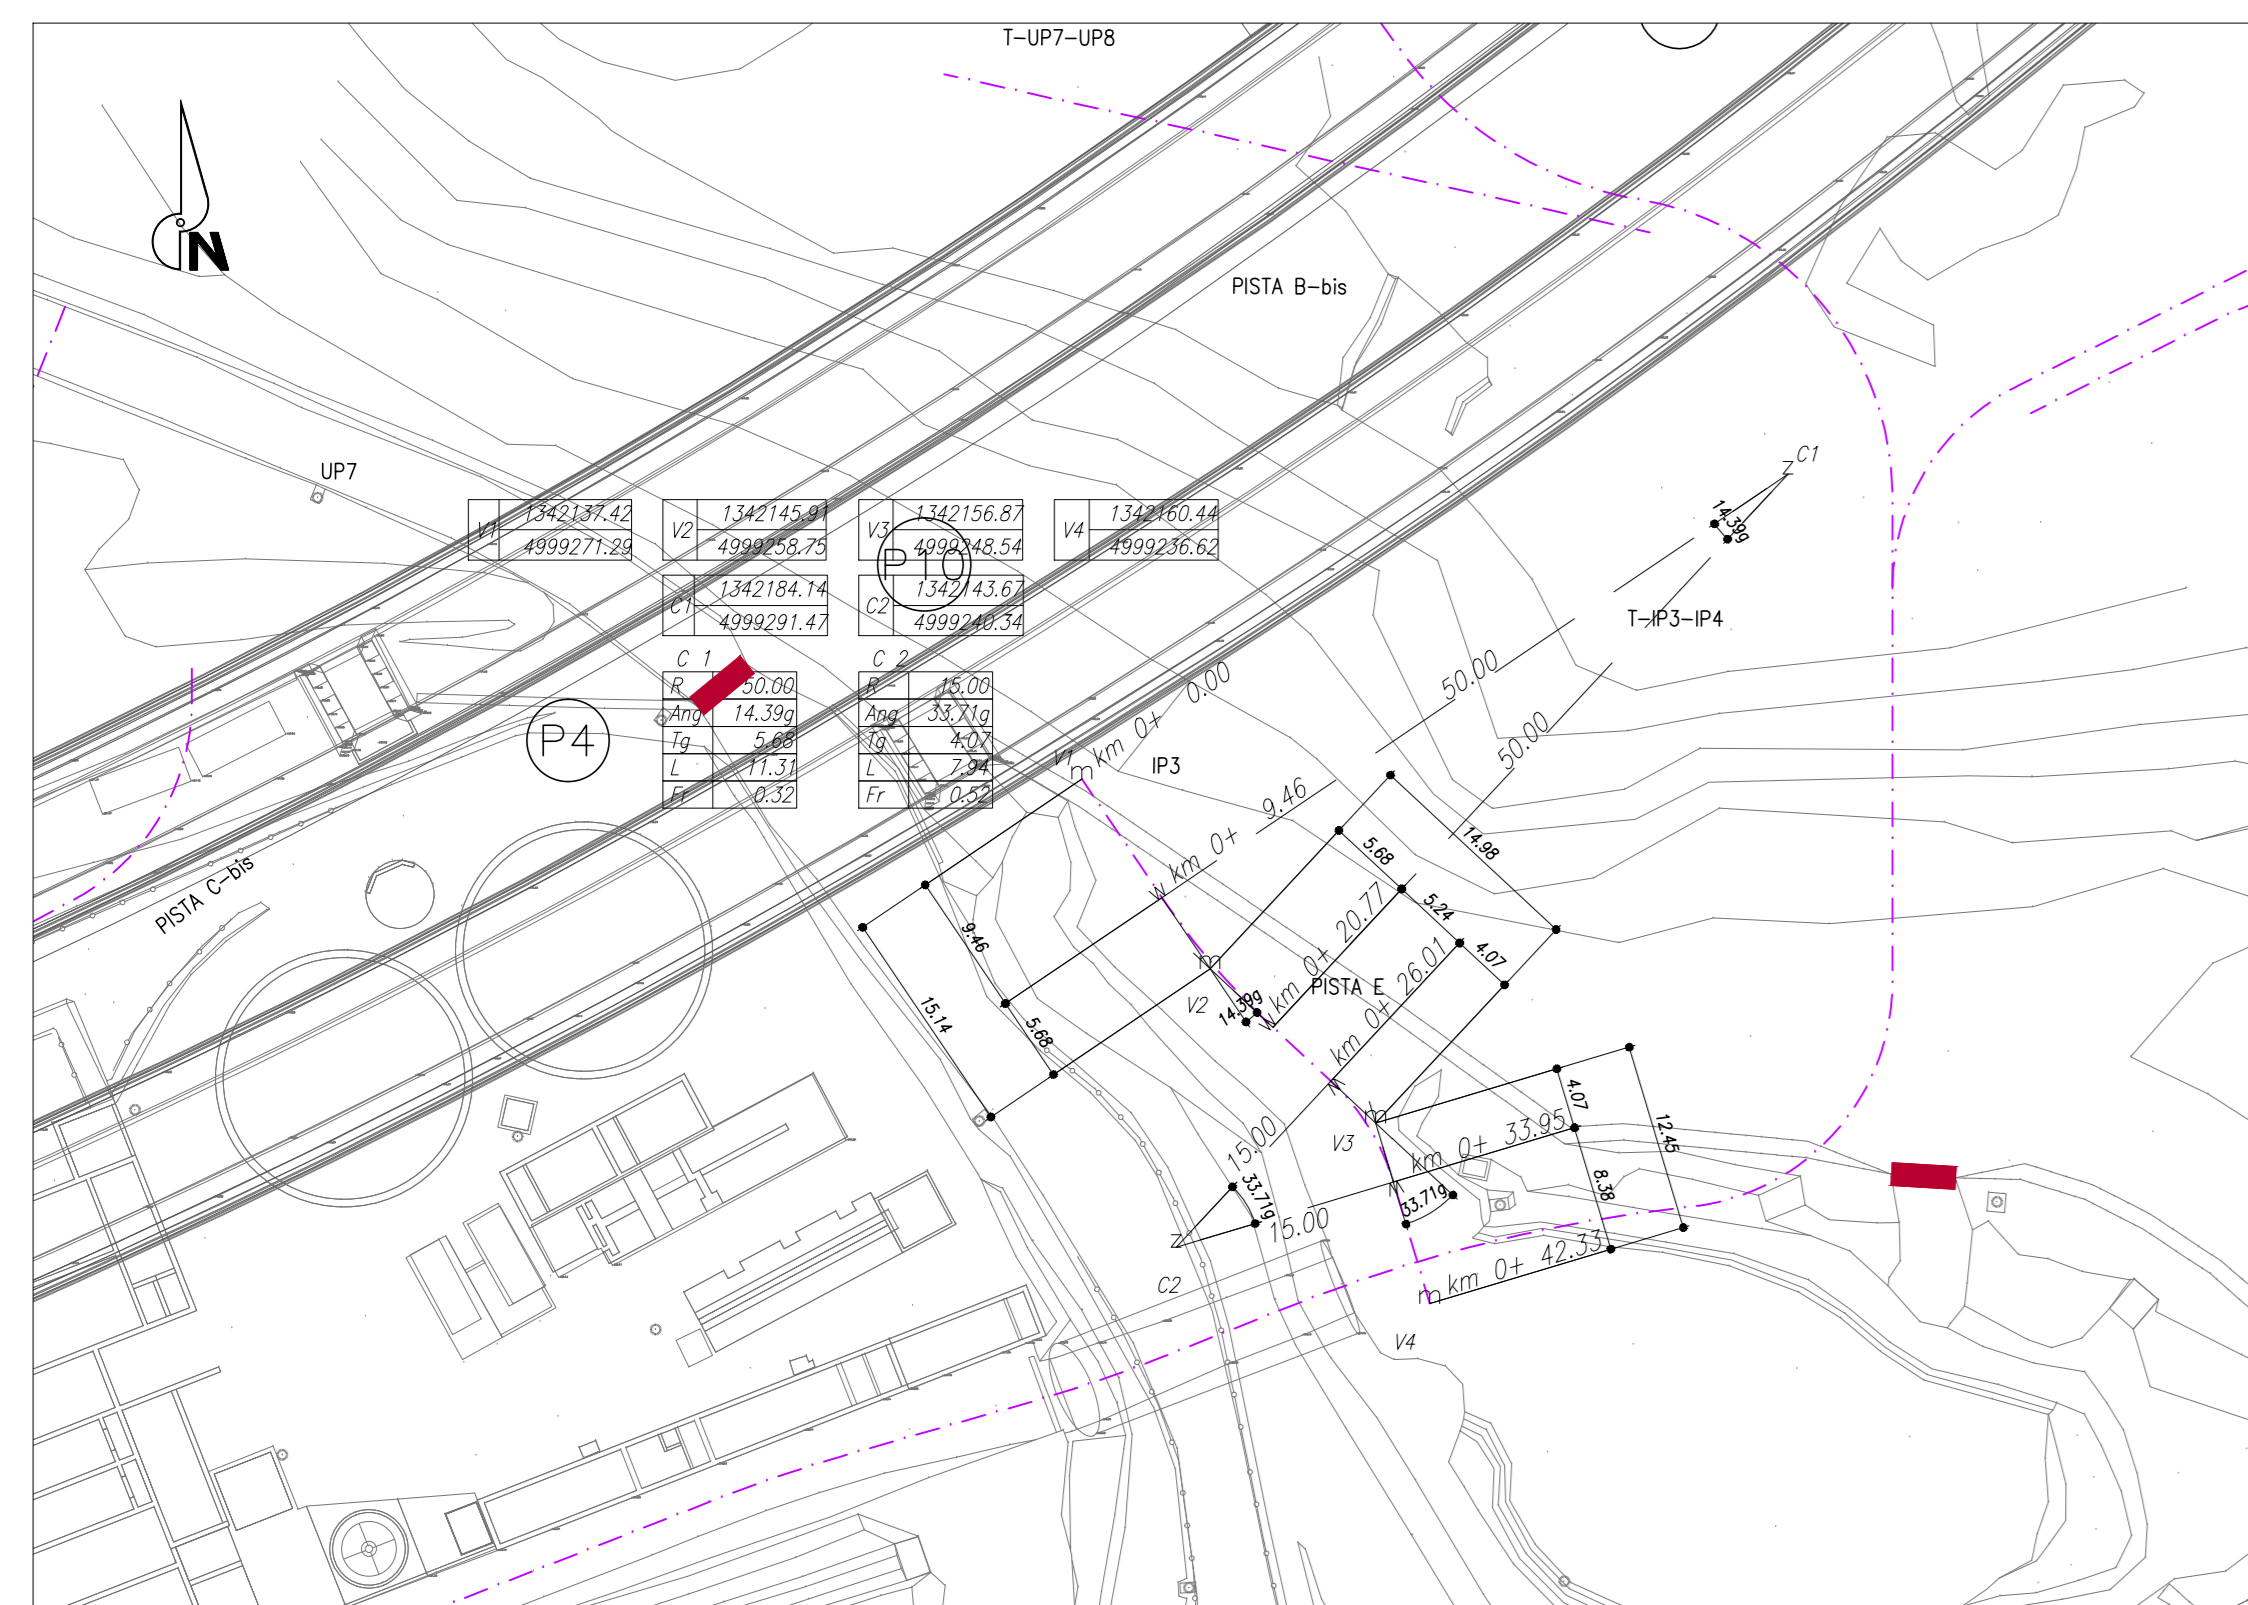 T-UP7-UP8
N
PISTA B-bis
UP7
C1
14.39g
V1 1342137.42
4999271.29
V2 1342145.91
4999258.75
V3 1342156.87
4999248.54
V4 1342160.44
4999236.62
P10
C1 1342184.14
4999291.47
C2 1342143.67
4999240.34
T-IP3-IP4
C 1
R 50.00
Ang 14.39g
Tg 5.68
L 11.31
Fr 0.32
C 2
R 15.00
Ang 33.71g
Tg 4.07
L 7.94
Fr 0.52
P4
50.00
50.00
V1
km 0+ 0.00
IP3
km 0+ 9.46
14.98
5.68
5.24
4.07
PISTA C-bis
9.46
km 0+ 20.77
km 0+ 26.01
PISTA E
V2
14.39g
15.14
5.68
V3
4.07
12.45
km 0+ 33.95
8.38
15.00
33.71g
15.00
33.71g
C2
km 0+ 42.33
V4